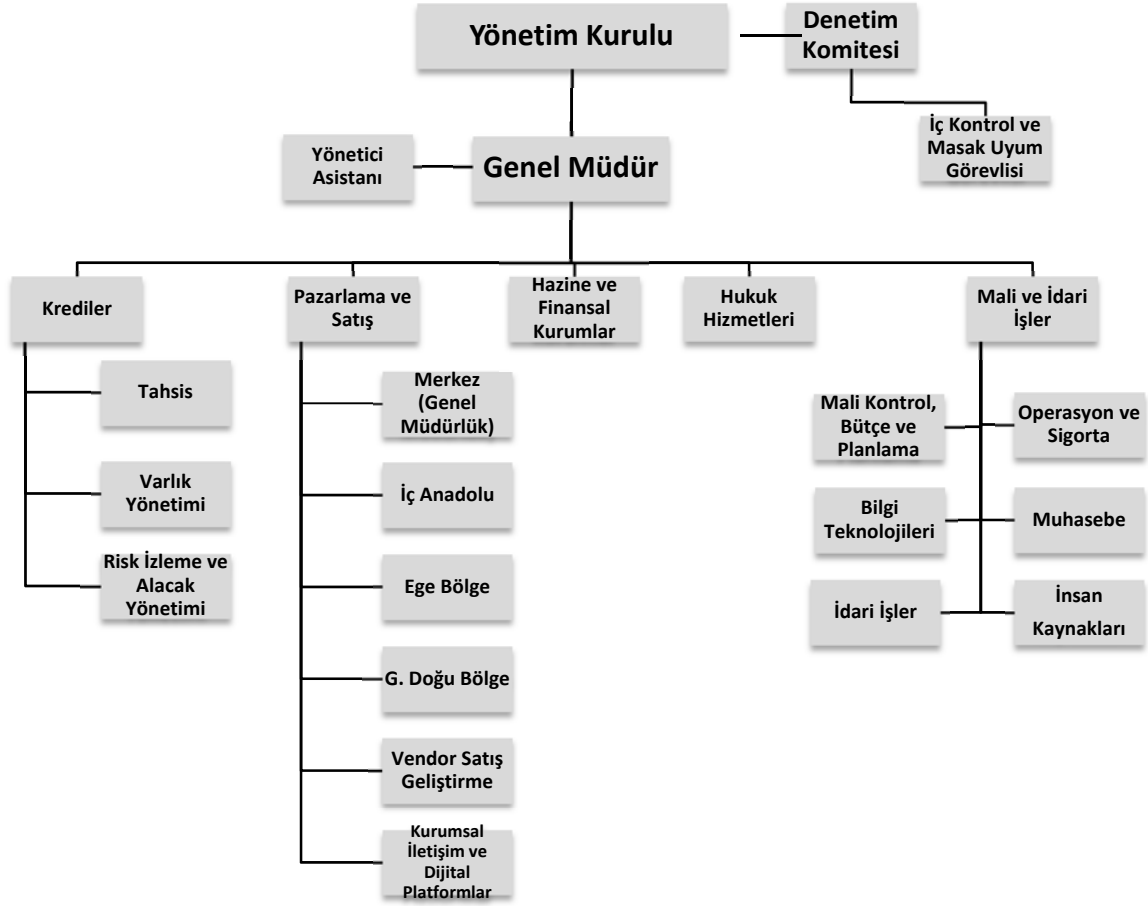 Yönetim Kurulu
Denetim
Komitesi
İç Kontrol ve
Masak Uyum
Görevlisi
Yönetici
Asistanı
Genel Müdür
Krediler
Pazarlama ve
Satış
Hazine ve
Finansal
Kurumlar
Hukuk
Hizmetleri
Mali ve İdari
İşler
Tahsis
Varlık
Yönetimi
Risk İzleme ve
Alacak
Yönetimi
Merkez
(Genel
Müdürlük)
İç Anadolu
Ege Bölge
G. Doğu Bölge
Vendor Satış
Geliştirme
Kurumsal
İletişim ve
Dijital
Platformlar
Mali Kontrol,
Bütçe ve
Planlama
Operasyon ve
Sigorta
Bilgi
Teknolojileri
Muhasebe
İdari İşler
İnsan
Kaynakları